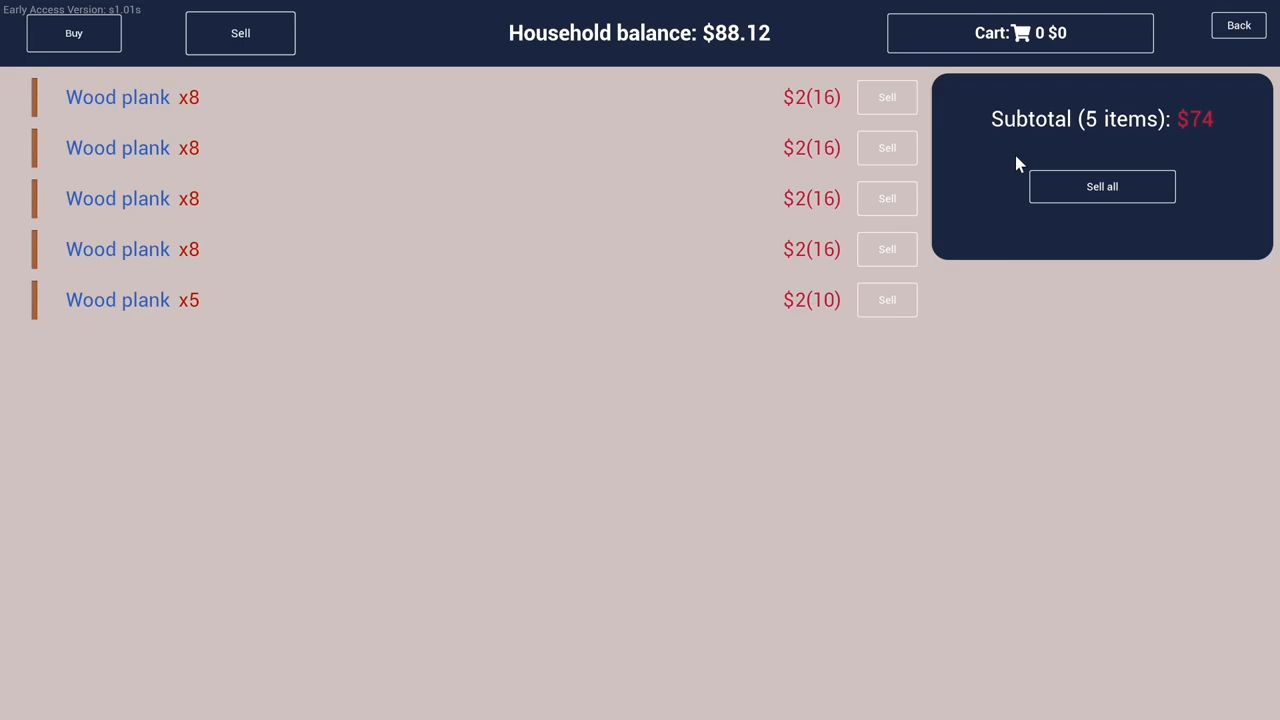 Early Access Version: s1.01s
Buy
Sell
Household balance: $88.12
Cart: 0 $0
Back
Wood plank x8 $2(16) Sell
Wood plank x8 $2(16) Sell
Wood plank x8 $2(16) Sell
Wood plank x8 $2(16) Sell
Wood plank x5 $2(10) Sell
Subtotal (5 items): $74
Sell all